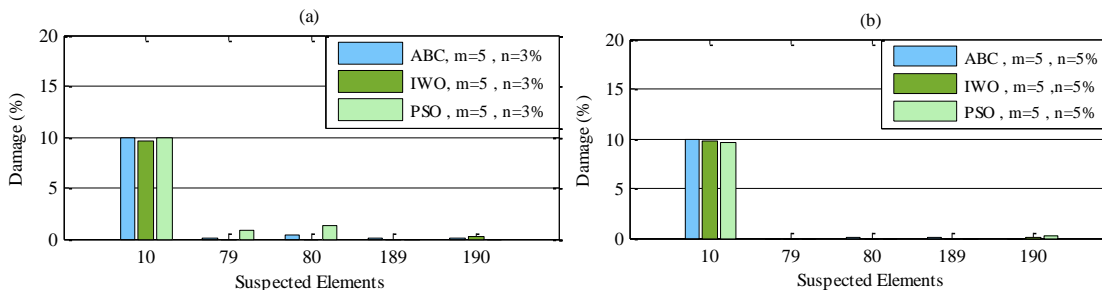 (a)
20
15
10
5
0
Damage (%)
ABC, m=5 , n=3%
IWO, m=5 , n=3%
PSO , m=5 , n=3%
10 79 80 189 190
Suspected Elements
(b)
20
15
10
5
0
Damage (%)
ABC , m=5 , n=5%
IWO, m=5 ,n=5%
PSO , m=5 , n=5%
10 79 80 189 190
Suspected Elements